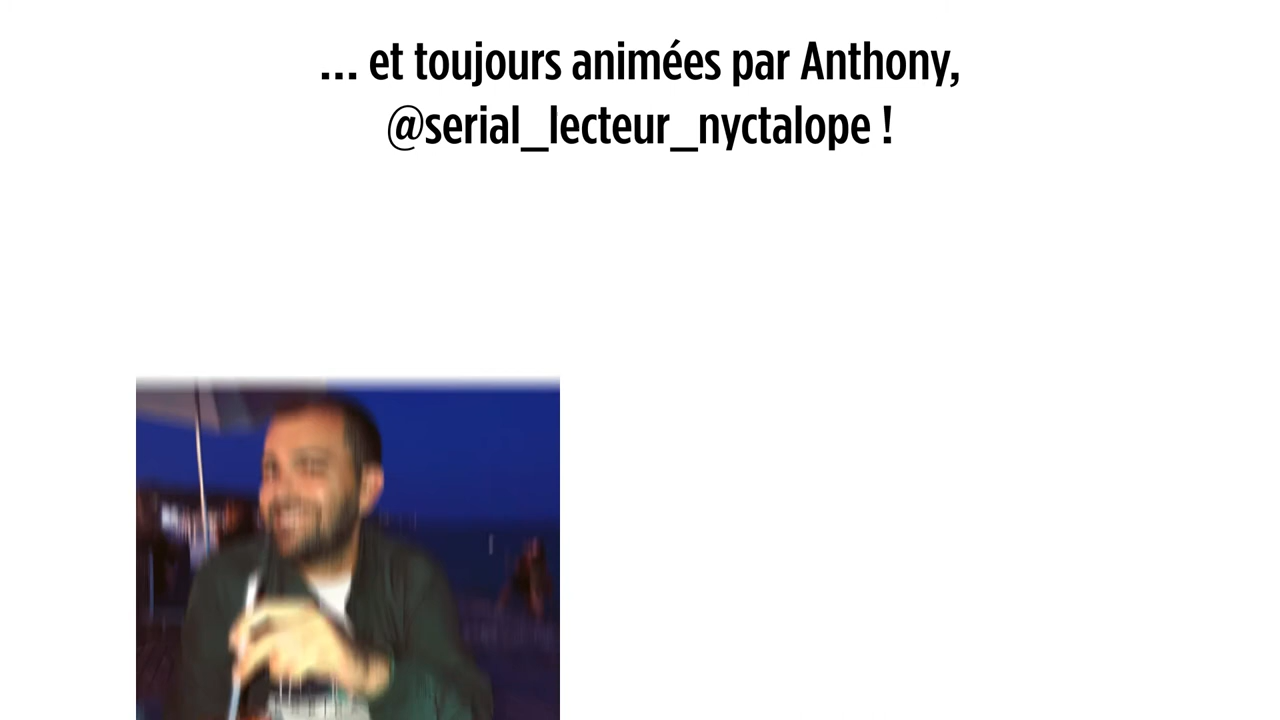 ... et toujours animées par Anthony,
@serial_lecteur_nyctalope !